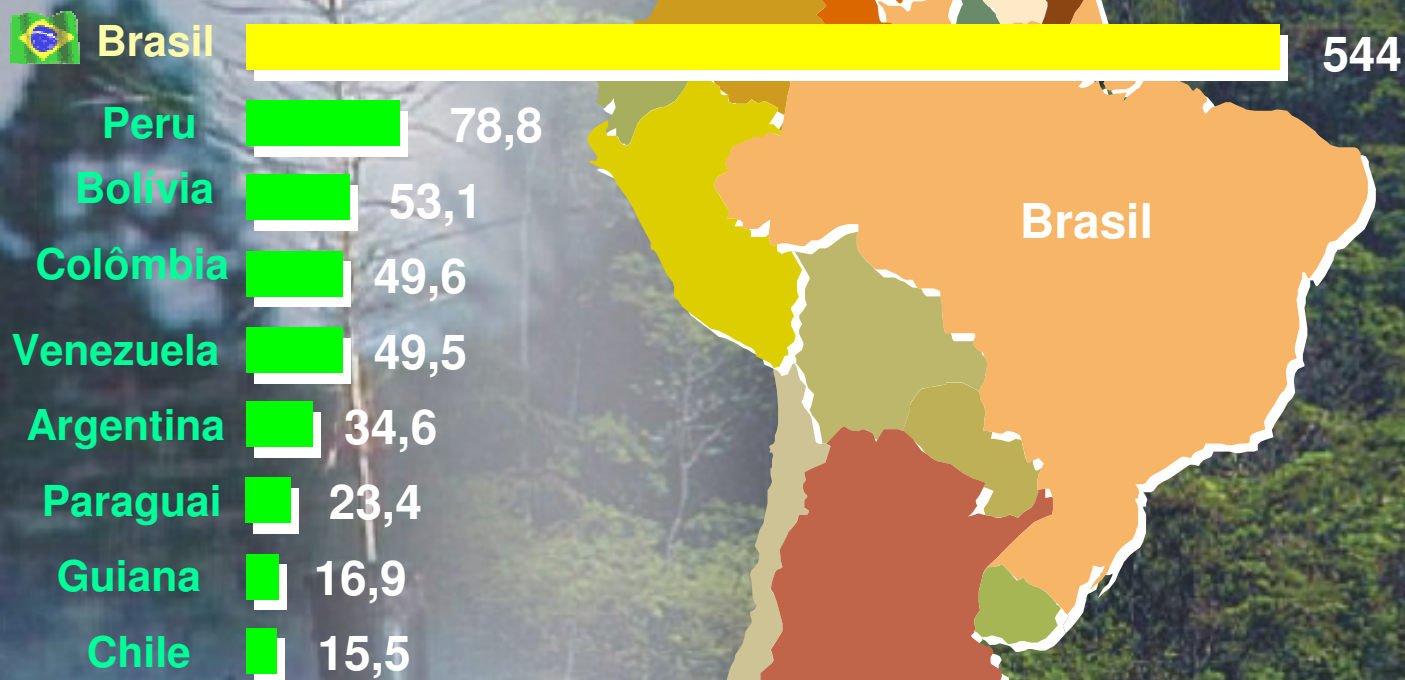 Brasil 544
Peru 78,8
Bolívia 53,1
Colômbia 49,6
Venezuela 49,5
Argentina 34,6
Paraguai 23,4
Guiana 16,9
Chile 15,5
Brasil